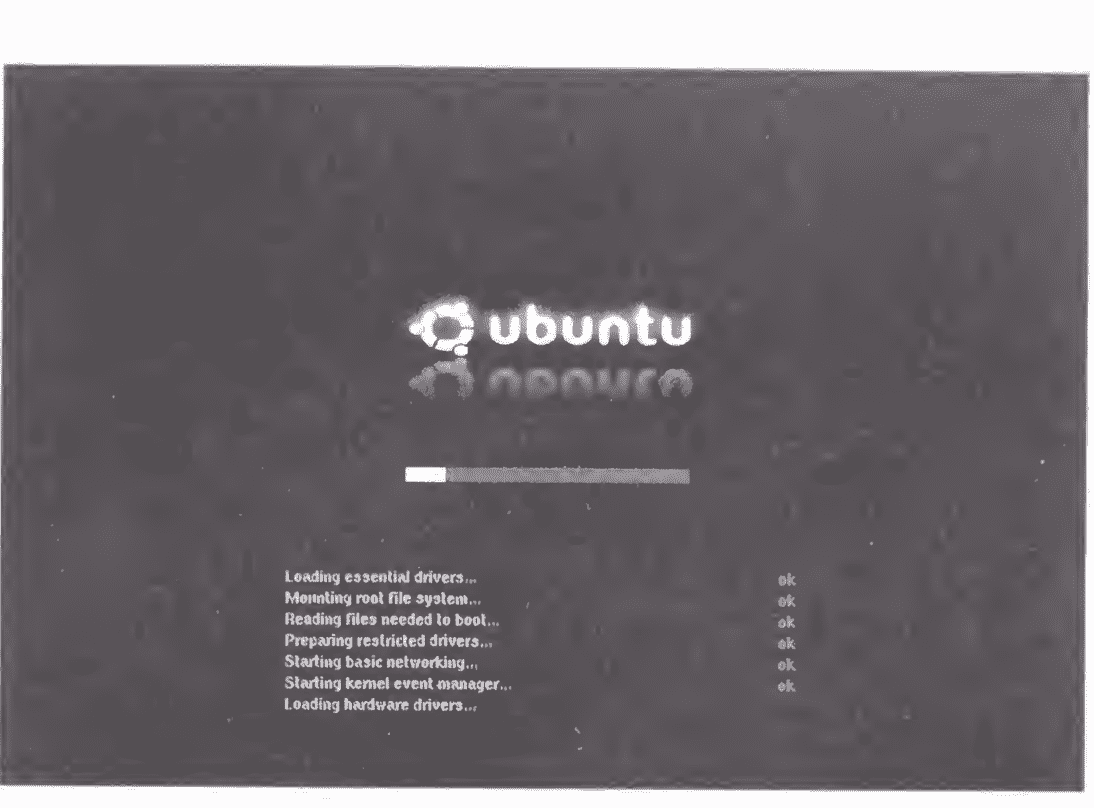 ubuntu
Loading essential drivers... ok
Mounting root file system... ok
Reading files needed to boot... ok
Preparing restricted drivers... ok
Starting basic networking... ok
Starting kernel event manager... ok
Loading hardware drivers...